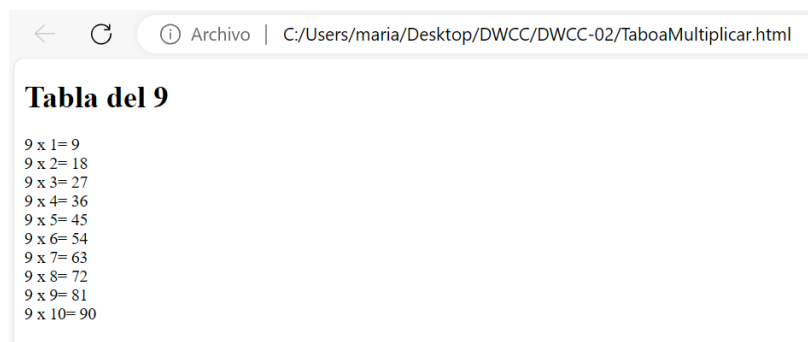 Archivo | C:/Users/maria/Desktop/DWCC/DWCC-02/TaboaMultiplicar.html
Tabla del 9
9 x 1= 9
9 x 2= 18
9 x 3= 27
9 x 4= 36
9 x 5= 45
9 x 6= 54
9 x 7= 63
9 x 8= 72
9 x 9= 81
9 x 10= 90